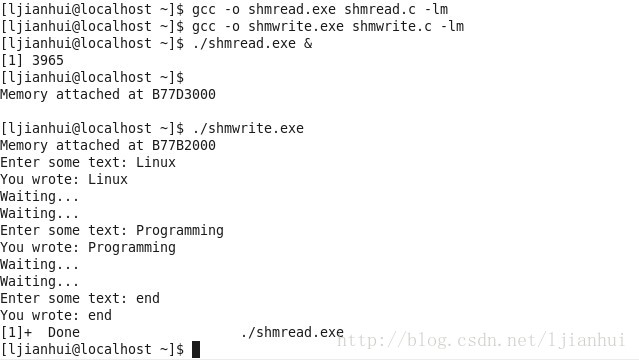 [ljianhui@localhost ~]$ gcc -o shmread.exe shmread.c -lm
[ljianhui@localhost ~]$ gcc -o shmwrite.exe shmwrite.c -lm
[ljianhui@localhost ~]$ ./shmread.exe &
[1] 3965
[ljianhui@localhost ~]$
Memory attached at B77D3000
[ljianhui@localhost ~]$ ./shmwrite.exe
Memory attached at B77B2000
Enter some text: Linux
You wrote: Linux
Waiting...
Waiting...
Enter some text: Programming
You wrote: Programming
Waiting...
Waiting...
Enter some text: end
You wrote: end
[1]+  Done                    ./shmread.exe
http://blog.csdn.net/ljianhui
[ljianhui@localhost ~]$